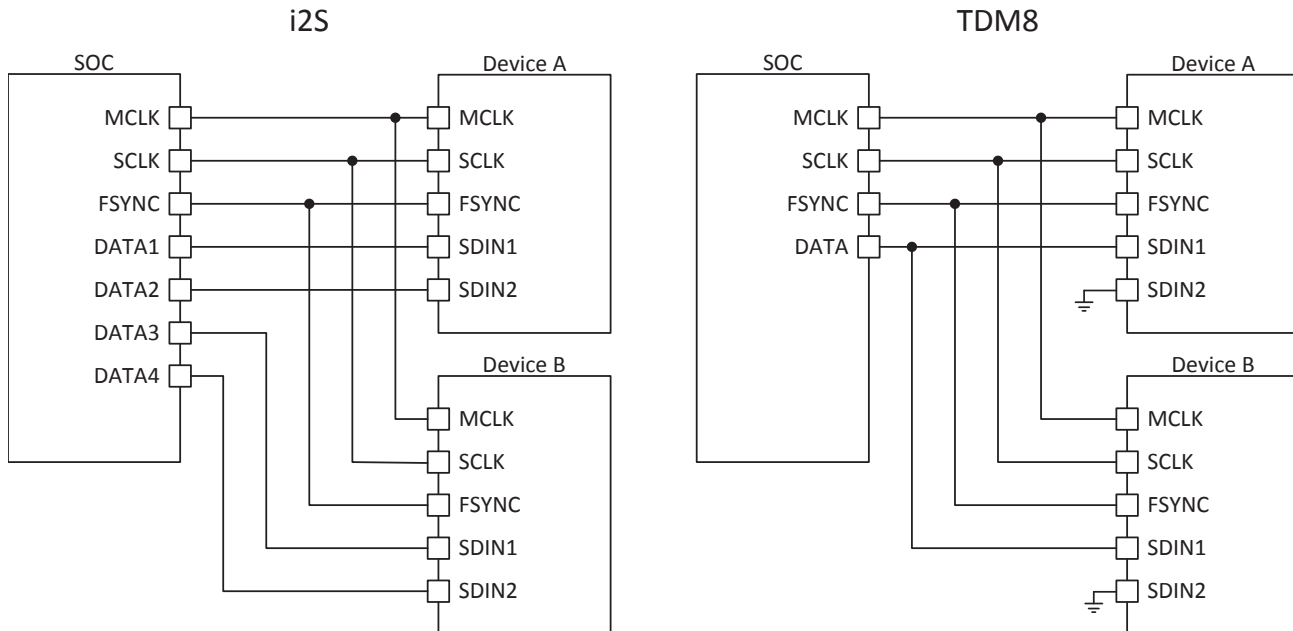 i2S
SOC
MCLK
SCLK
FSYNC
DATA1
DATA2
DATA3
DATA4
Device A
MCLK
SCLK
FSYNC
SDIN1
SDIN2
Device B
MCLK
SCLK
FSYNC
SDIN1
SDIN2
TDM8
SOC
MCLK
SCLK
FSYNC
DATA
Device A
MCLK
SCLK
FSYNC
SDIN1
SDIN2
Device B
MCLK
SCLK
FSYNC
SDIN1
SDIN2